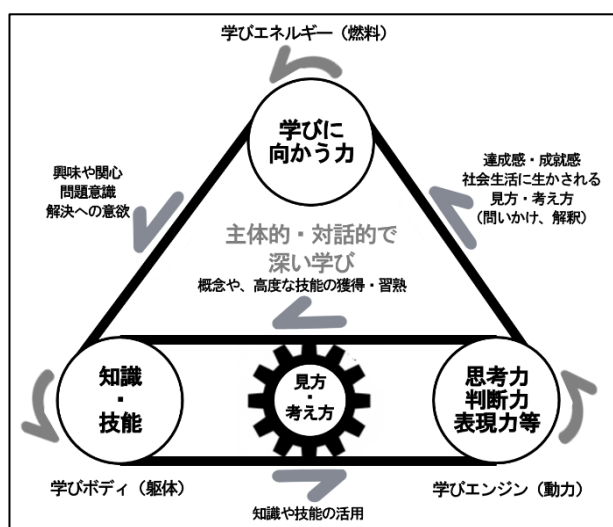 学びエネルギー（燃料）
学びに
向かう力
興味や関心
問題意識
解決への意欲
達成感・成就感
社会生活に生かされる
見方・考え方
（問いかけ、解釈）
主体的・対話的で
深い学び
概念や、高度な技能の獲得・習熟
知識
・
技能
見方
・
考え方
思考力
判断力
表現力等
学びボディ（躯体）
学びエンジン（動力）
知識や技能の活用